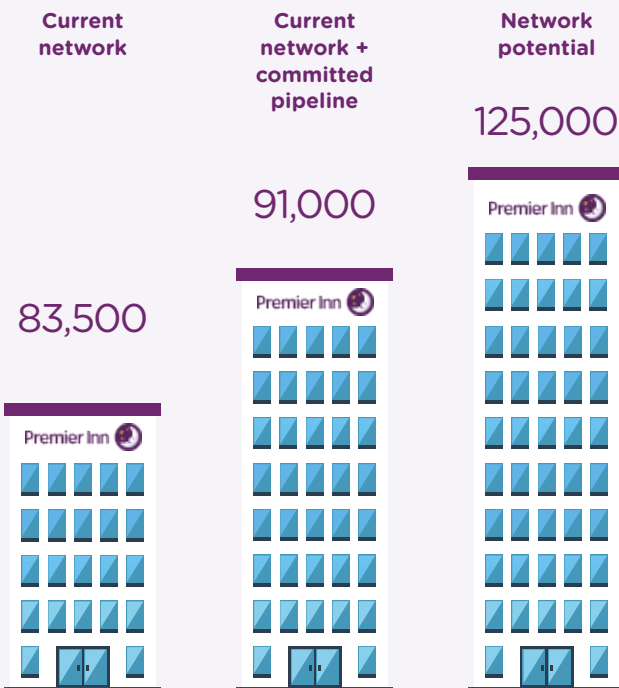 Current
network
83,500
Premier Inn
Current
network +
committed
pipeline
91,000
Premier Inn
Network
potential
125,000
Premier Inn